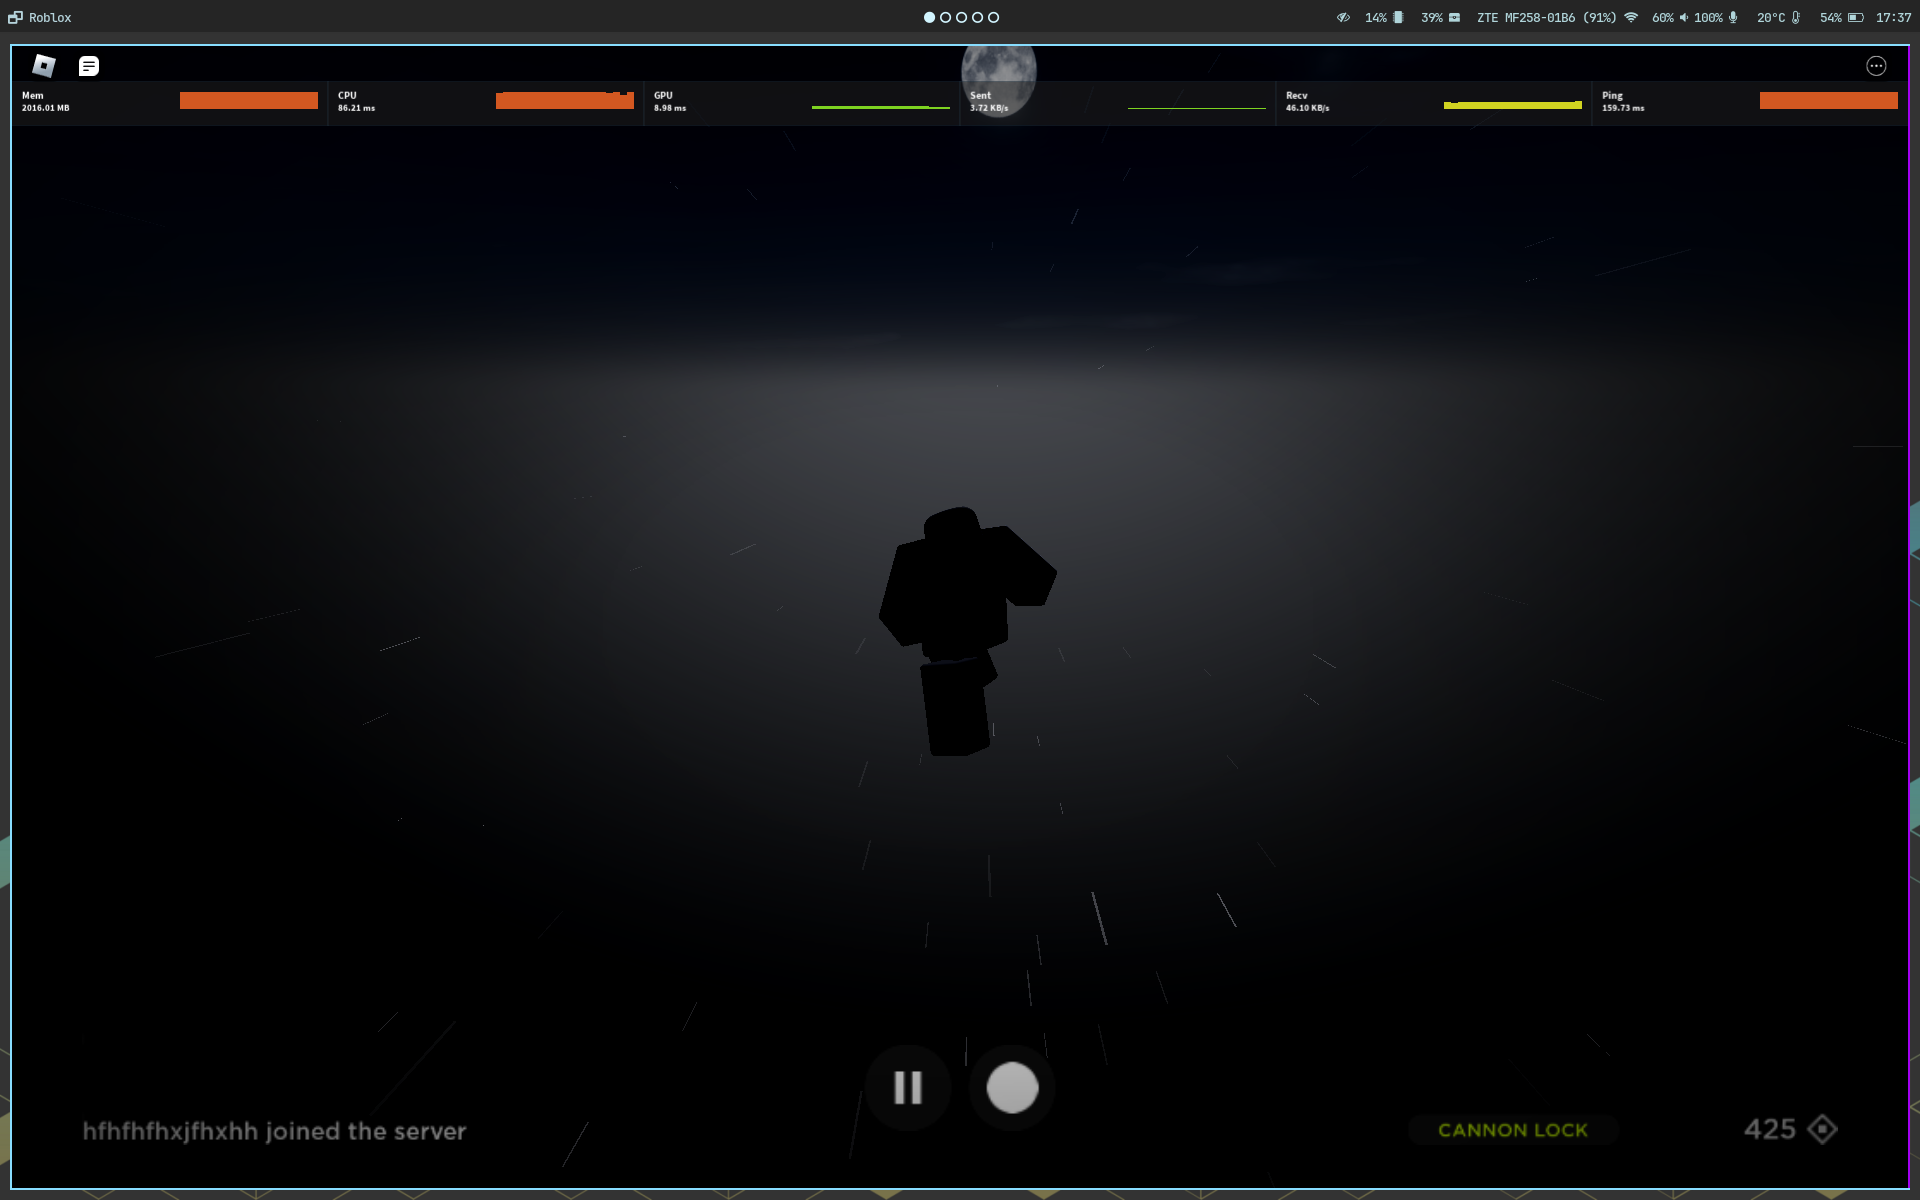 Roblox
14% 39% ZTE MF258-01B6 (91%) 60% 100% 20°C 54% 17:37
Mem CPU GPU Sent Recv Ping
2016.01 MB 86.21 ms 8.98 ms 3.72 KB/s 46.10 KB/s 159.73 ms
hfhfhfhxjfhxhh joined the server
CANNON LOCK
425